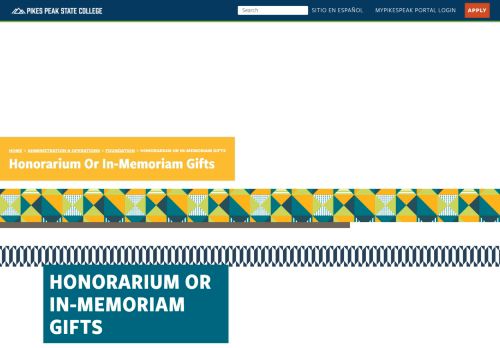 PIKES PEAK STATE COLLEGE
Search
SITIO EN ESPAÑOL
MYPIKESPEAK PORTAL LOGIN
APPLY
HOME > ADMINISTRATION & OPERATIONS > FOUNDATION > HONORARIUM OR IN-MEMORIAM GIFTS
Honorarium Or In-Memoriam Gifts
HONORARIUM OR
IN-MEMORIAM
GIFTS